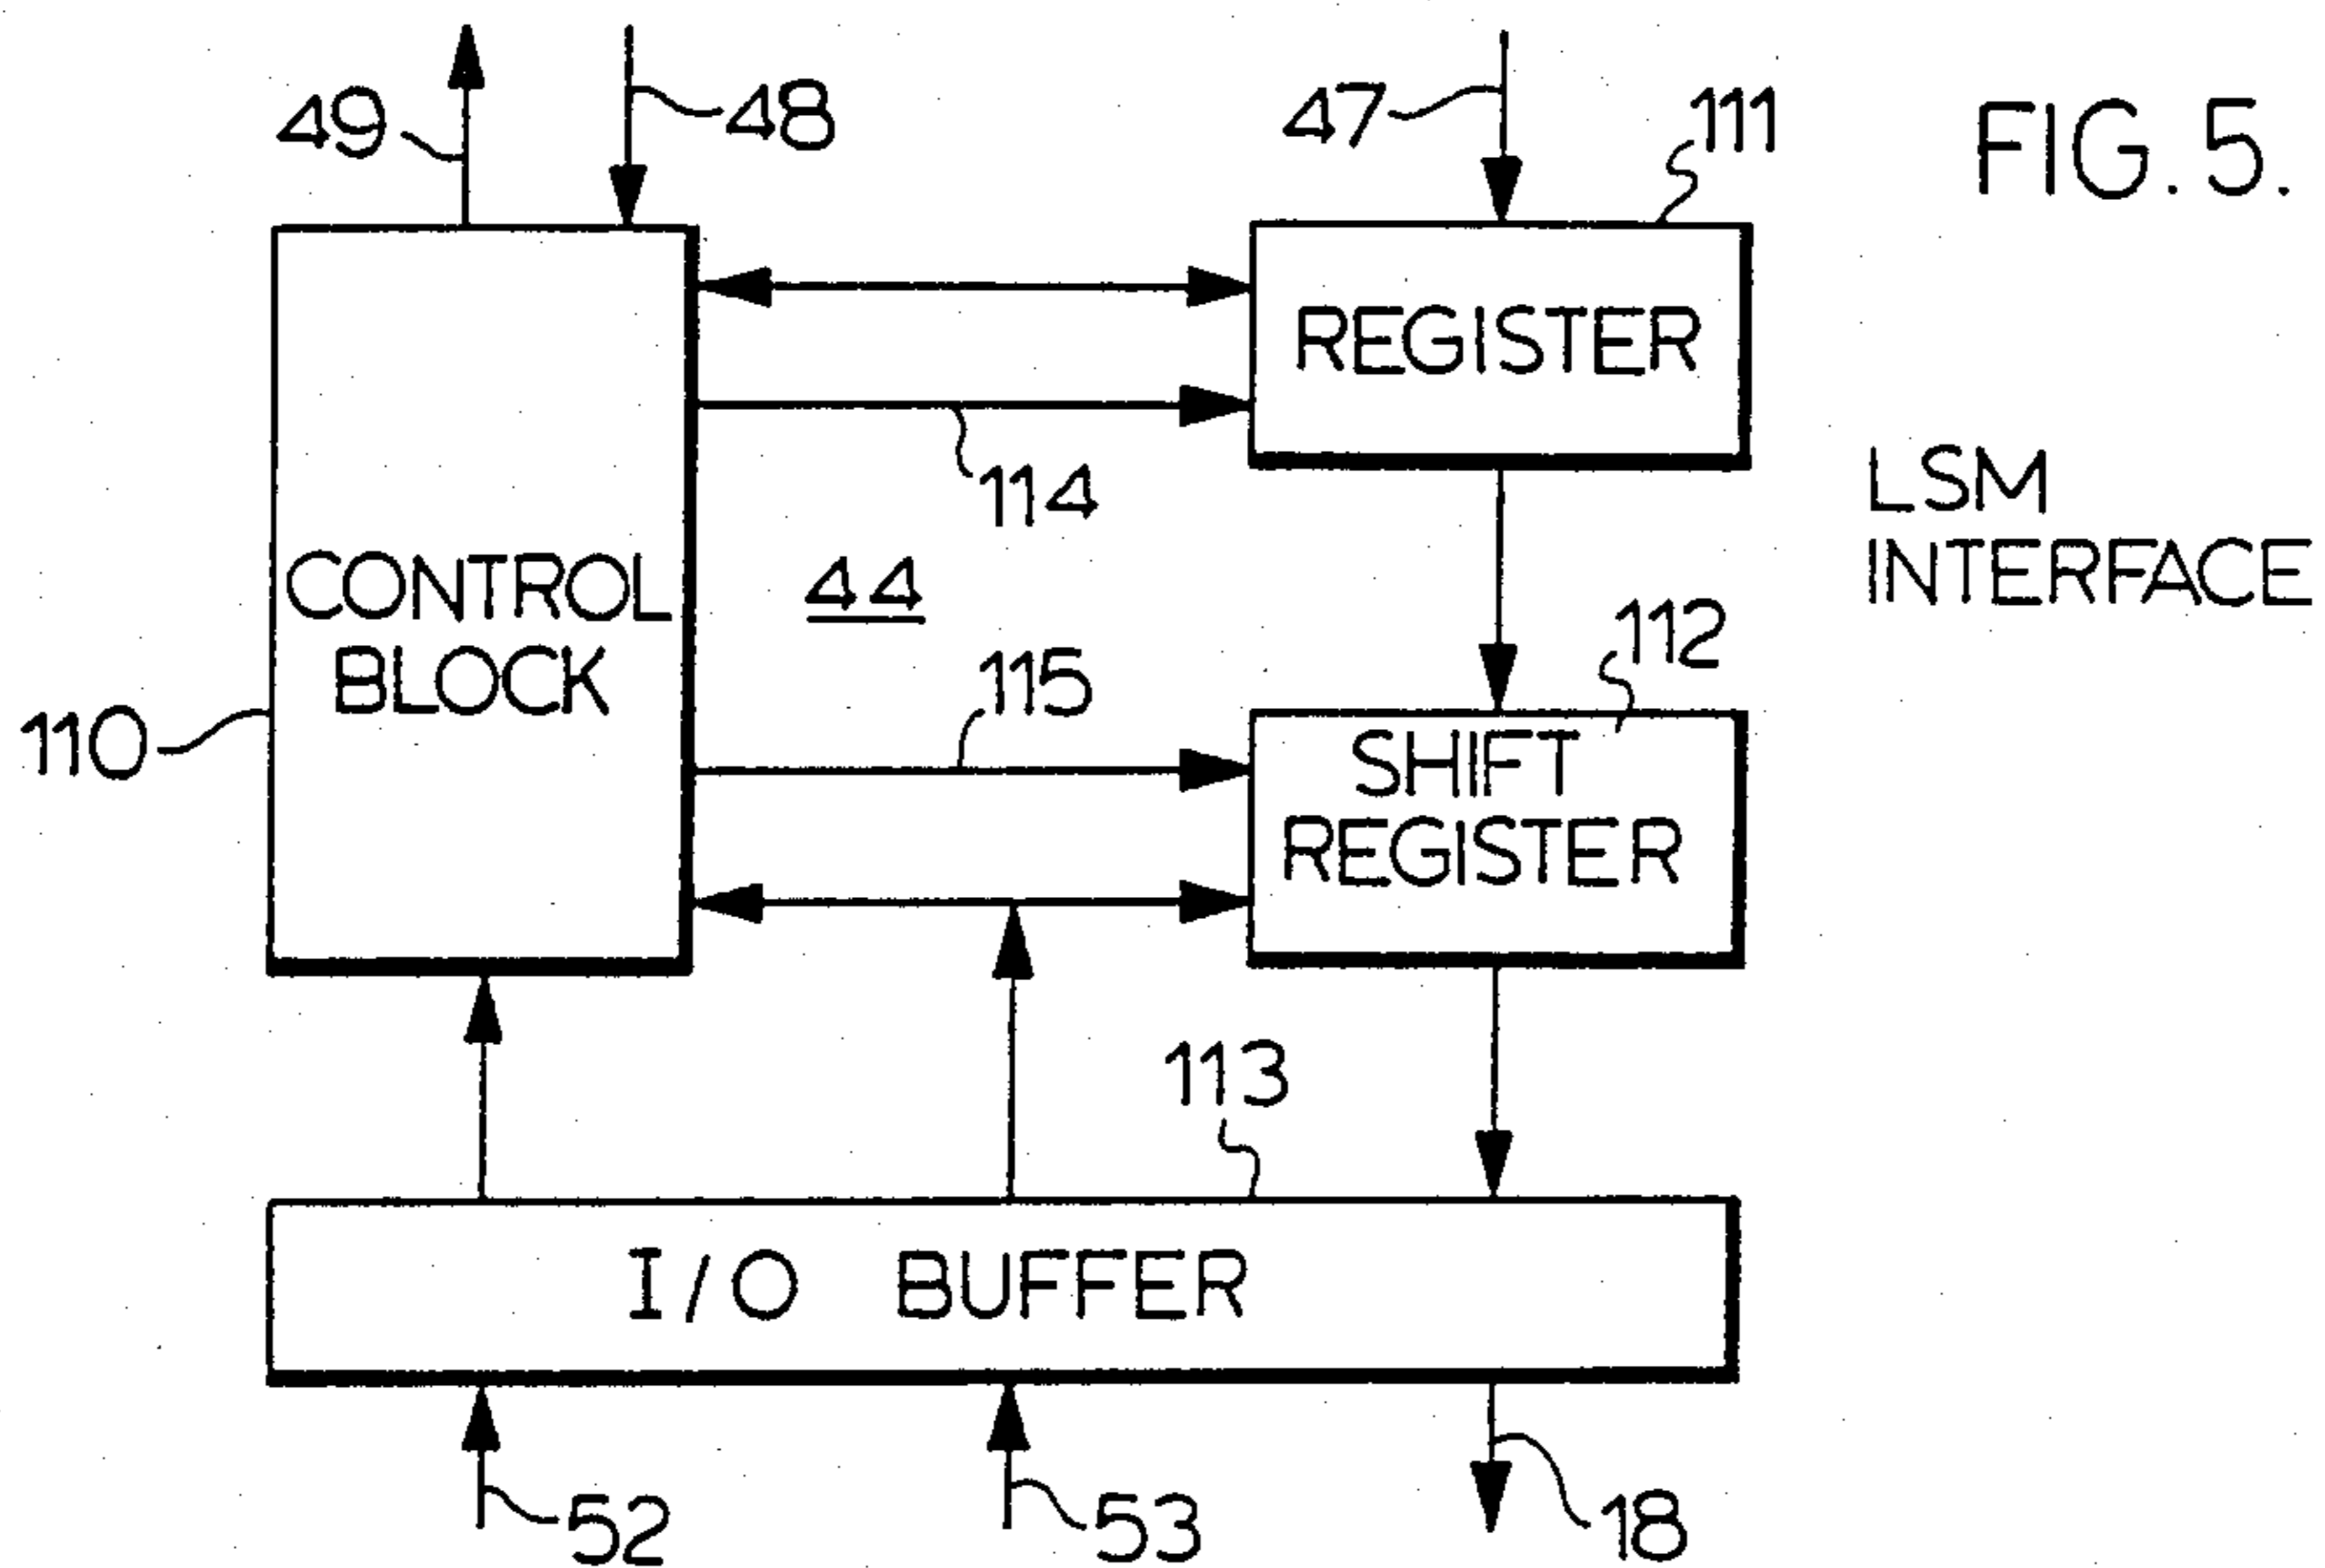 49
48
47
111
FIG. 5.
REGISTER
114
LSM
INTERFACE
CONTROL
BLOCK
44
110
115
112
SHIFT
REGISTER
113
I/O BUFFER
52
53
18